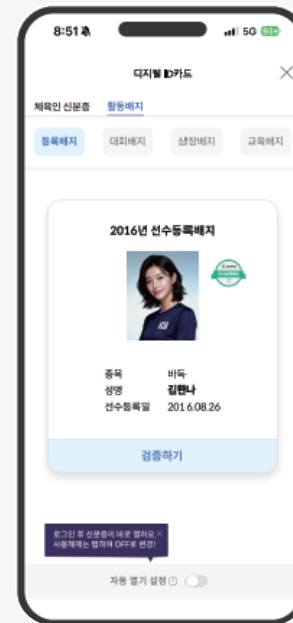 8:51
5G 93+
디지털 ID카드
체육인 신분증 활동배지
등록배지 대회배지 상장배지 교육배지
2016년 선수등록배지
종목 바둑
성명 김한나
선수등록일 2016.08.26
검증하기
로그인 후 신분증이 바로 열려요.
사용해제는 탭하여 OFF로 변경!
자동 열기 설정